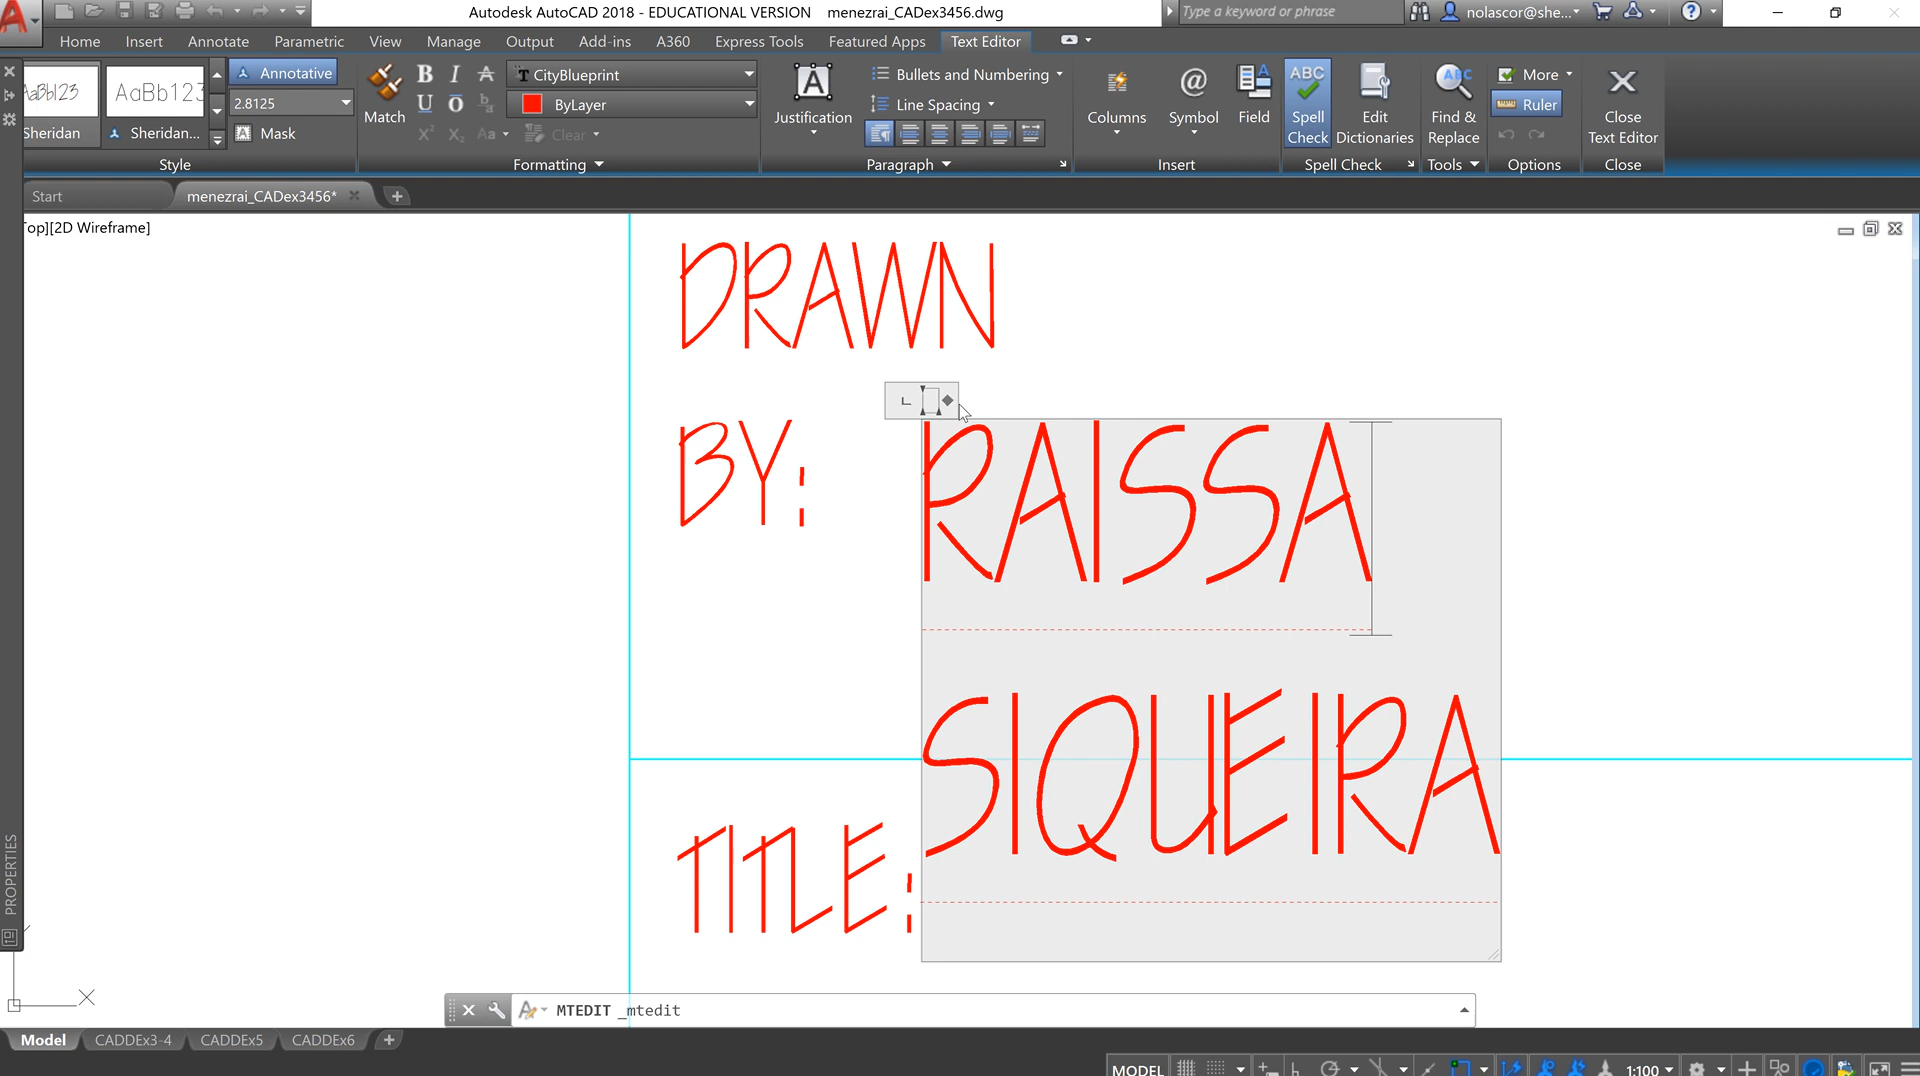 Autodesk AutoCAD 2018 - EDUCATIONAL VERSION menezrai_CADex3456.dwg
Type a keyword or phrase
nolascor@she...
Home Insert Annotate Parametric View Manage Output Add-ins A360 Express Tools Featured Apps Text Editor
AaBb123 AaBb123
Sheridan Sheridan...
Annotative
2.8125
Mask
Style
Match
B I A
U O b/a
X² X₂ Aa Clear
CityBlueprint
ByLayer
Formatting
A
Justification
Bullets and Numbering
Line Spacing
Paragraph
Columns
@
Symbol
Field
Insert
ABC
Spell Check
Edit Dictionaries
Spell Check
ABC
Find & Replace
Tools
More
Ruler
Options
Close Text Editor
Close
Start menezrai_CADex3456*
Top][2D Wireframe]
DRAWN
BY:
RAISSA
SIQUEIRA
TITLE:
PROPERTIES
X
MTEDIT _mtedit
Model CADDEx3-4 CADDEx5 CADDEx6
MODEL 1:100